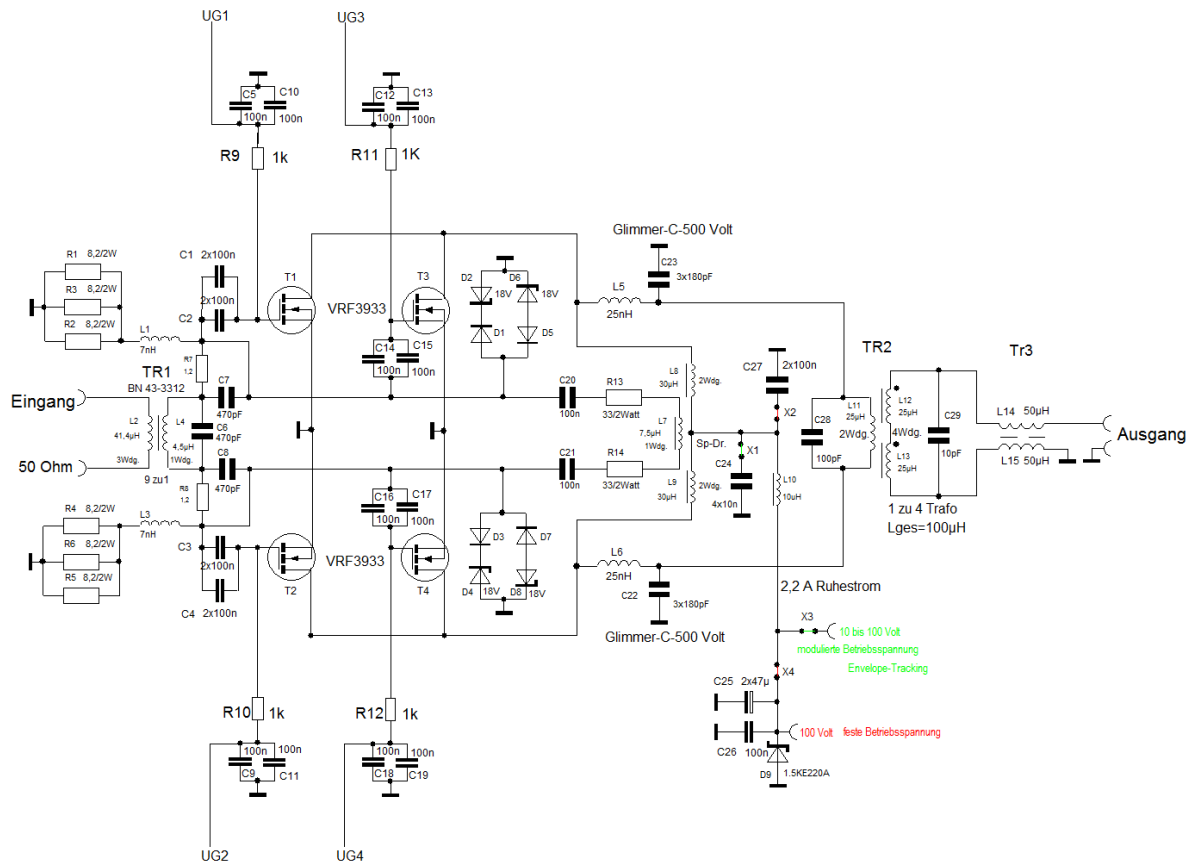 UG1
UG3
C5
C10
100n
100n
C12
C13
100n
100n
R9
1k
R11
1K
Glimmer-C-500 Volt
C23
3x180pF
R1
8,2/2W
R3
8,2/2W
R2
8,2/2W
C1
2x100n
2x100n
C2
T1
VRF3933
T3
D2
D6
18V
18V
D1
D5
L5
25nH
L1
7nH
R7
1,2
TR1
BN 43-3312
C7
470pF
C14
C15
100n
100n
L8
30µH
2Wdg.
C27
2x100n
X2
TR2
Tr3
Eingang
L2
41,4µH
3Wdg.
L4
4,5µH
1Wdg.
C6
470pF
C20
100n
R13
33/2Watt
L7
7,5µH
1Wdg.
Sp-Dr.
X1
C28
100pF
L11
25µH
2Wdg.
L12
25µH
4Wdg.
L13
25µH
C29
10pF
L14
50µH
L15
50µH
Ausgang
50 Ohm
9 zu1
C8
470pF
R8
1,2
C21
100n
R14
33/2Watt
L9
30µH
2Wdg.
C24
4x10n
L10
10uH
1 zu 4 Trafo
Lges=100µH
R4
8,2/2W
R6
8,2/2W
R5
8,2/2W
L3
7nH
C3
2x100n
C4
2x100n
C16
C17
100n
100n
T2
VRF3933
T4
D3
D7
D4
18V
D8
18V
L6
25nH
C22
3x180pF
Glimmer-C-500 Volt
2,2 A Ruhestrom
X3
10 bis 100 Volt
modulierte Betriebsspannung
Envelope-Tracking
X4
C25
2x47µ
C26
100n
100 Volt
feste Betriebsspannung
D9
1.5KE220A
R10
1k
R12
1k
100n
100n
C9
C11
100n
100n
C18
C19
UG2
UG4